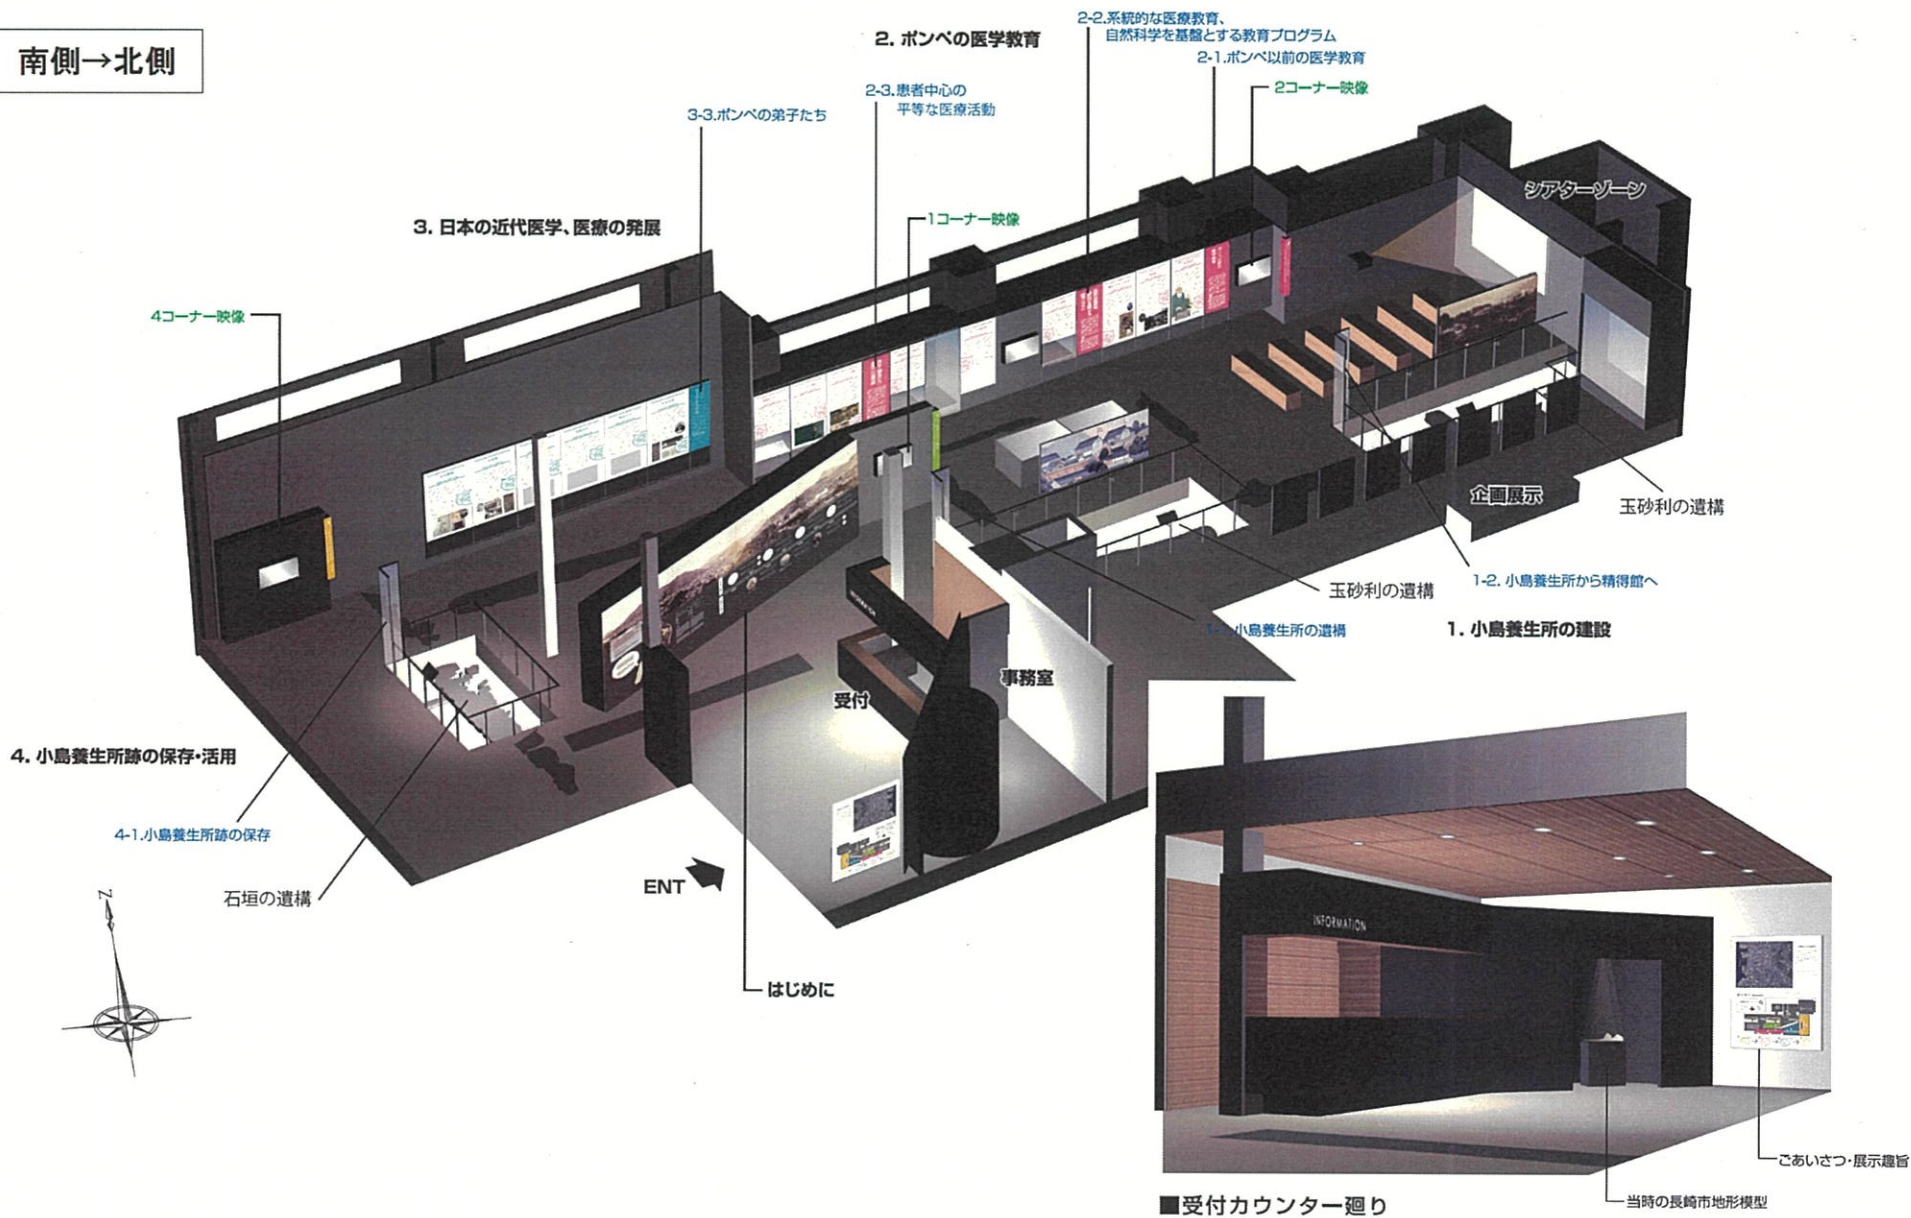 南側→北側
2. ポンペの医学教育
2-2.系統的な医療教育、
自然科学を基盤とする教育プログラム
2-1.ポンペ以前の医学教育
2コーナー映像
2-3.患者中心の
平等な医療活動
3-3.ポンペの弟子たち
1コーナー映像
3. 日本の近代医学、医療の発展
4コーナー映像
シアターゾーン
企画展示
玉砂利の遺構
1-2. 小島養生所から精得館へ
玉砂利の遺構
小島養生所の遺構
1. 小島養生所の建設
INFORMATION
事務室
受付
4. 小島養生所跡の保存・活用
4-1.小島養生所跡の保存
石垣の遺構
ENT
はじめに
N
INFORMATION
ごあいさつ・展示趣旨
当時の長崎市地形模型
■受付カウンター廻り